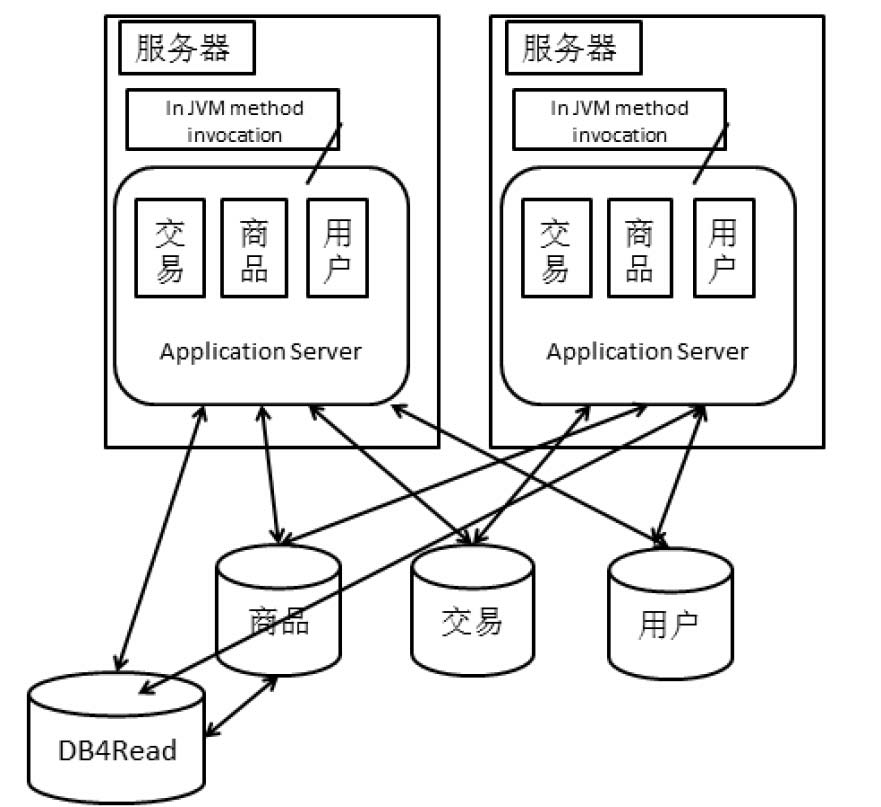 服务器
In JVM method
invocation
交易
商品
用户
Application Server
服务器
In JVM method
invocation
交易
商品
用户
Application Server
商品
交易
用户
DB4Read